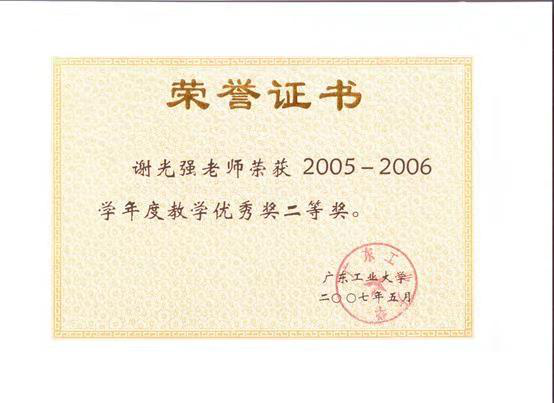 荣誉证书
谢光强老师荣获 2005-2006
学年度教学优秀奖二等奖。
广东工业大学
二〇〇七年五月